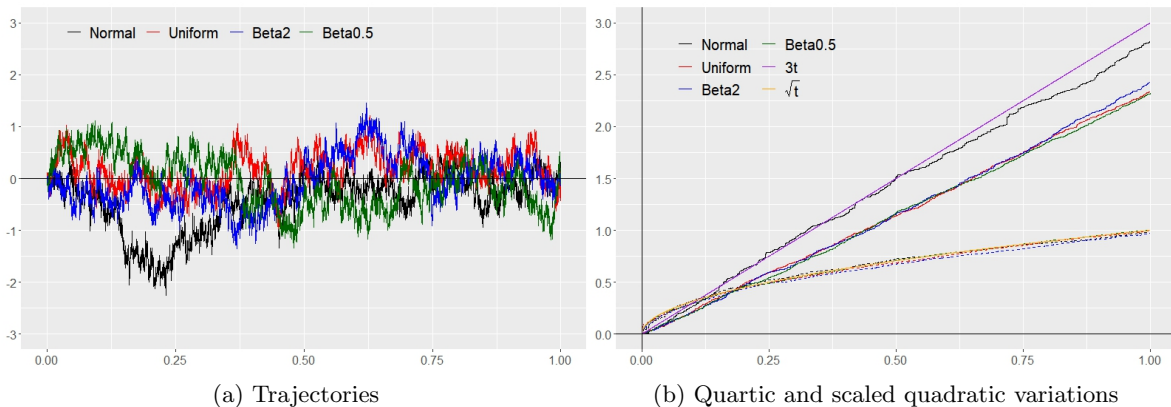 Normal Uniform Beta2 Beta0.5
3
2
1
0
-1
-2
-3
0.00 0.25 0.50 0.75 1.00
(a) Trajectories
Normal Beta0.5
Uniform 3t
Beta2 √t
3.0
2.5
2.0
1.5
1.0
0.5
0.0
0.00 0.25 0.50 0.75 1.00
(b) Quartic and scaled quadratic variations